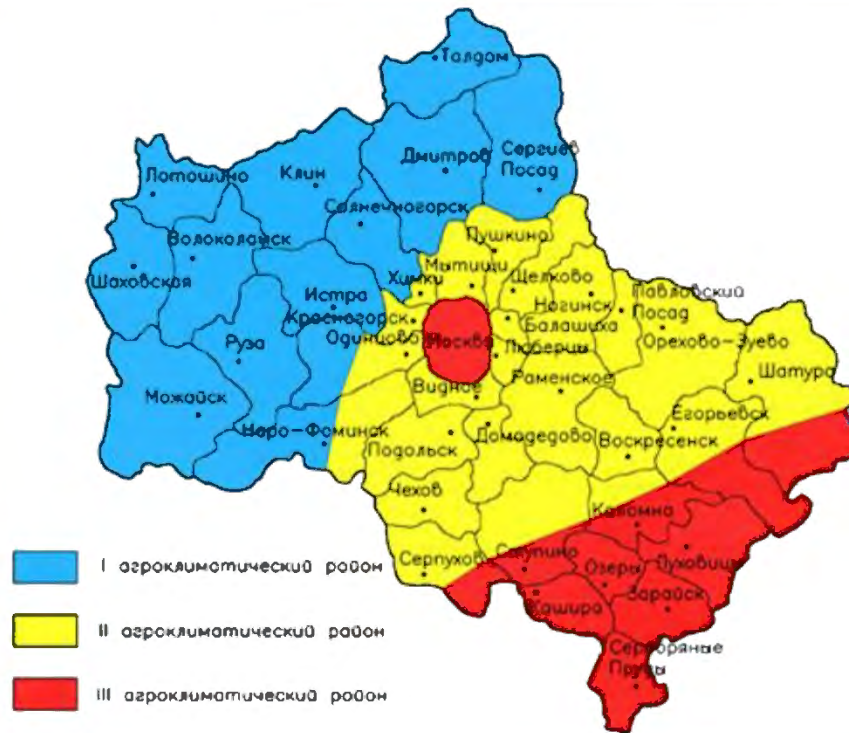 Талдом
Сергиев
Посад
Дмитров
Клин
Лотошино
Солнечногорск
Волоколамск
Шаховская
Пушкино
Мытищи
Химки
Щелково
Истра
Ногинск
Павловский
Посад
Красногорск
Балашиха
Одинцово
Москва
Люберцы
Орехово-Зуево
Руза
Шатура
Раменское
Видное
Можайск
Егорьевск
Наро-Фоминск
Домодедово
Воскресенск
Подольск
Чехов
Коломна
Серпухов
Ступино
Озеры
Луховицы
Кашира
Зарайск
Серебряные
Пруды
I агроклиматический район
II агроклиматический район
III агроклиматический район